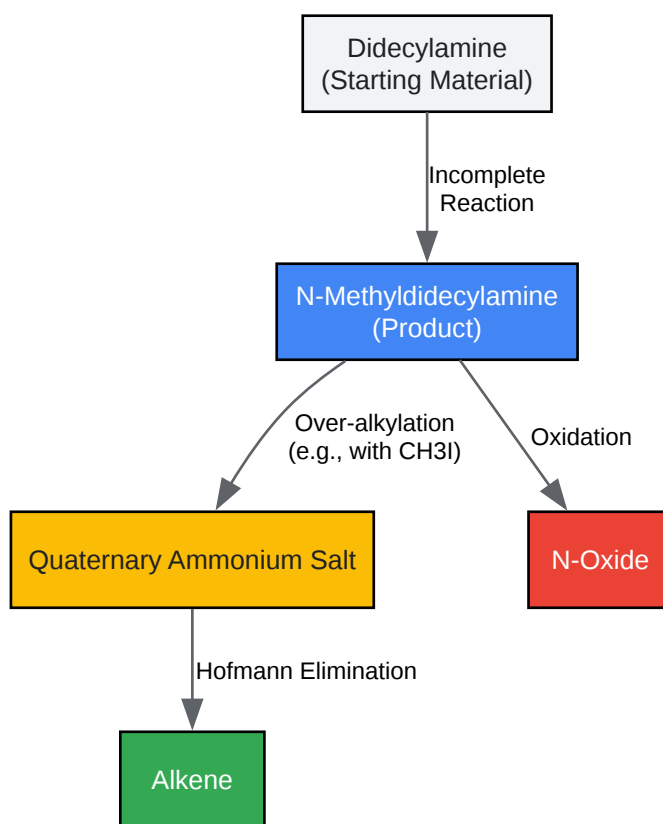 Didecylamine
(Starting Material)
Incomplete
Reaction
N-Methyldidecylamine
(Product)
Over-alkylation
(e.g., with CH3I)
Oxidation
Quaternary Ammonium Salt
N-Oxide
Hofmann Elimination
Alkene